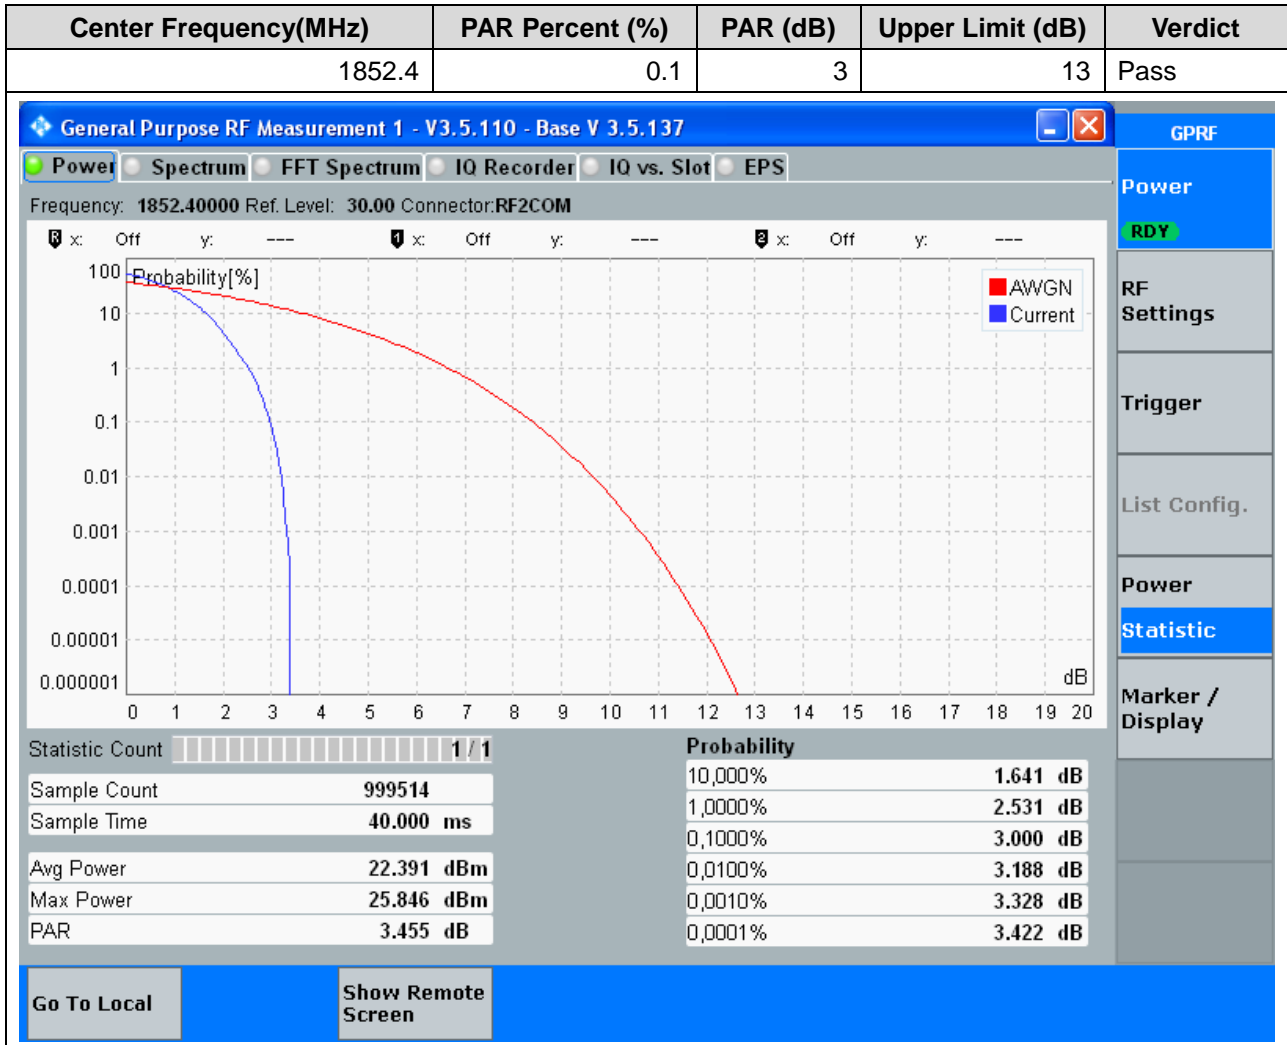 Center Frequency(MHz) PAR Percent (%) PAR (dB) Upper Limit (dB) Verdict
1852.4 0.1 3 13 Pass
General Purpose RF Measurement 1 - V3.5.110 - Base V 3.5.137
GPRF
Power Spectrum FFT Spectrum IQ Recorder IQ vs. Slot EPS
Frequency: 1852.40000 Ref. Level: 30.00 Connector:RF2COM
R x: Off y: --- 1 x: Off y: --- 2 x: Off y: ---
Probability[%]
100
10
1
0.1
0.01
0.001
0.0001
0.00001
0.000001
AWGN
Current
dB
0 1 2 3 4 5 6 7 8 9 10 11 12 13 14 15 16 17 18 19 20
Statistic Count 1 / 1
Sample Count 999514
Sample Time 40.000 ms
Avg Power 22.391 dBm
Max Power 25.846 dBm
PAR 3.455 dB
Probability
10,000% 1.641 dB
1,0000% 2.531 dB
0,1000% 3.000 dB
0,0100% 3.188 dB
0,0010% 3.328 dB
0,0001% 3.422 dB
Power
RDY
RF
Settings
Trigger
List Config.
Power
Statistic
Marker /
Display
Go To Local
Show Remote
Screen